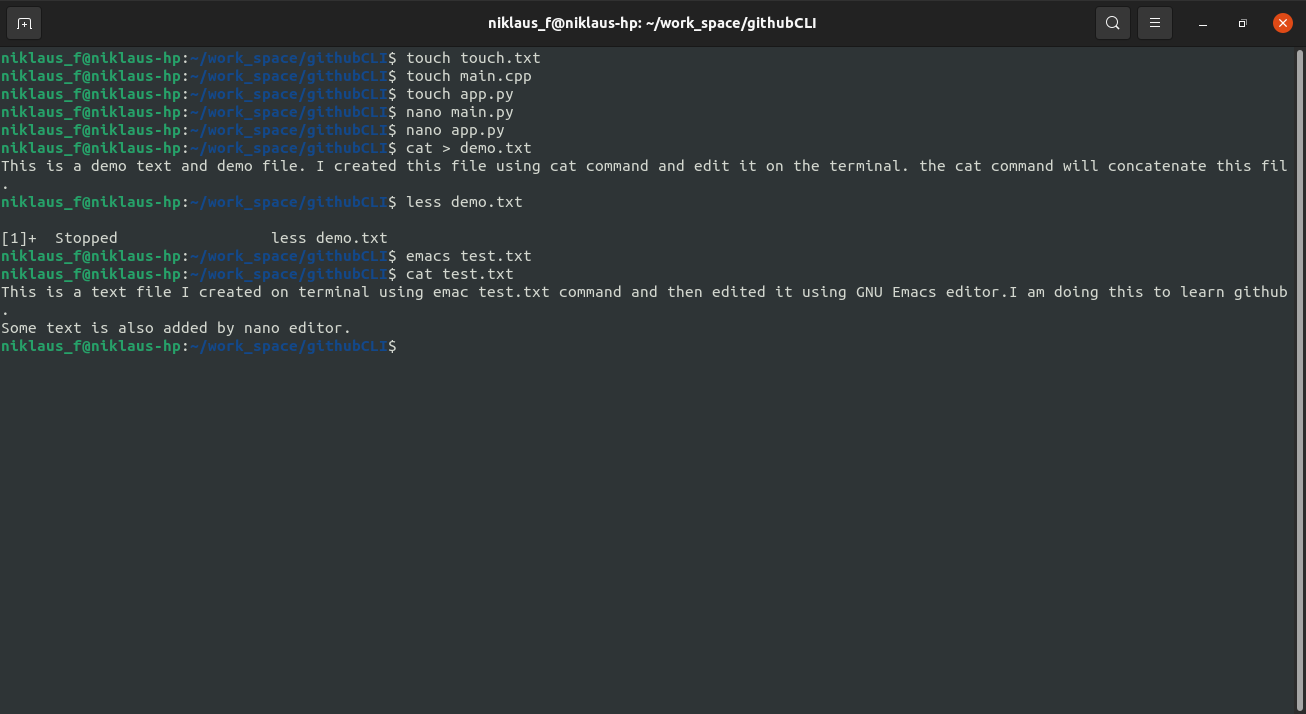 niklaus_f@niklaus-hp: ~/work_space/githubCLI
niklaus_f@niklaus-hp:~/work_space/githubCLI$ touch touch.txt
niklaus_f@niklaus-hp:~/work_space/githubCLI$ touch main.cpp
niklaus_f@niklaus-hp:~/work_space/githubCLI$ touch app.py
niklaus_f@niklaus-hp:~/work_space/githubCLI$ nano main.py
niklaus_f@niklaus-hp:~/work_space/githubCLI$ nano app.py
niklaus_f@niklaus-hp:~/work_space/githubCLI$ cat > demo.txt
This is a demo text and demo file. I created this file using cat command and edit it on the terminal. the cat command will concatenate this fil
.
niklaus_f@niklaus-hp:~/work_space/githubCLI$ less demo.txt
[1]+  Stopped                 less demo.txt
niklaus_f@niklaus-hp:~/work_space/githubCLI$ emacs test.txt
niklaus_f@niklaus-hp:~/work_space/githubCLI$ cat test.txt
This is a text file I created on terminal using emac test.txt command and then edited it using GNU Emacs editor.I am doing this to learn github
.
Some text is also added by nano editor.
niklaus_f@niklaus-hp:~/work_space/githubCLI$